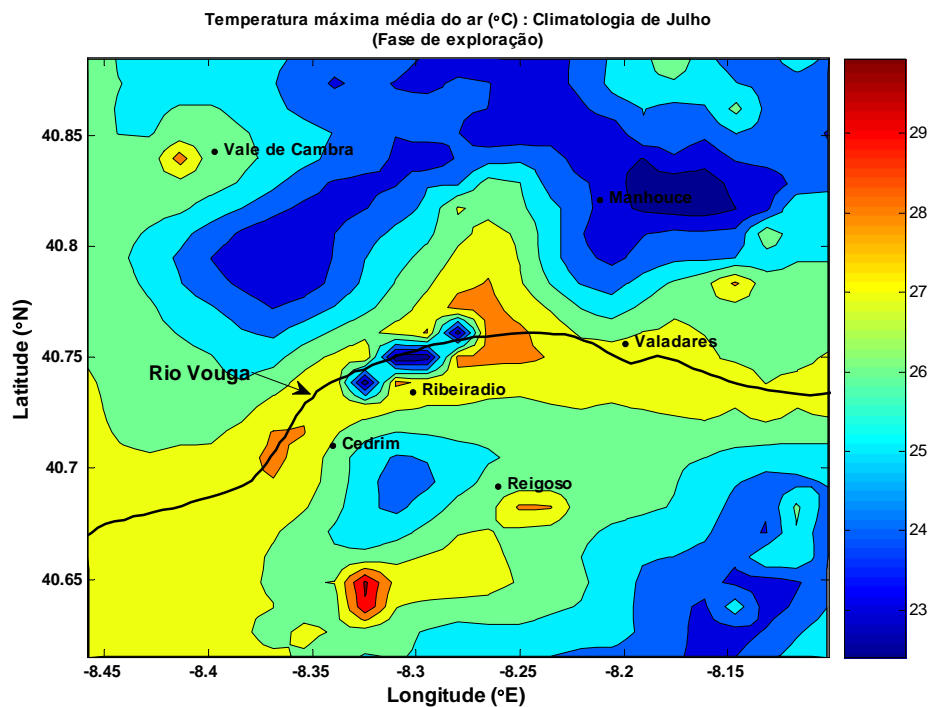 Temperatura máxima média do ar (°C) : Climatologia de Julho
(Fase de exploração)
40.85
40.8
40.75
40.7
40.65
Latitude (°N)
Vale de Cambra
Manhouce
Valadares
Rio Vouga
Ribeiradio
Cedrim
Reigoso
-8.45
-8.4
-8.35
-8.3
-8.25
-8.2
-8.15
Longitude (°E)
29
28
27
26
25
24
23